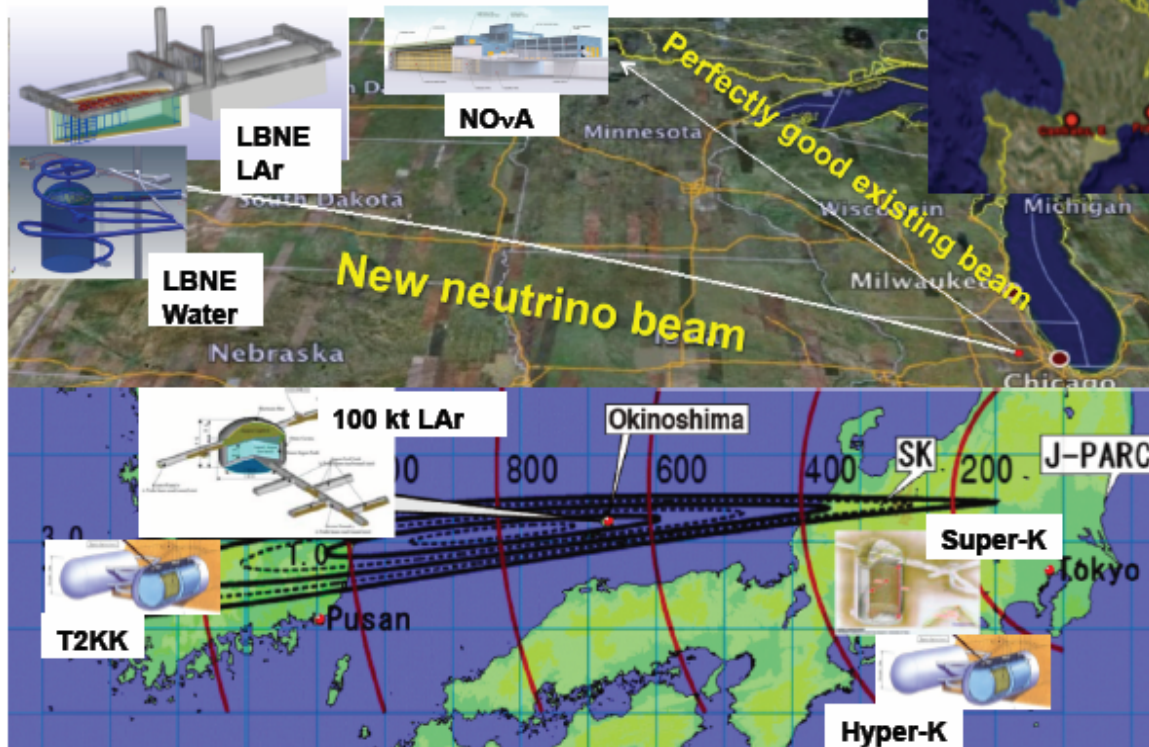 LBNE
LAr
NOνA
Perfectly good existing beam
Minnesota
South Dakota
Wisconsin
Michigan
LBNE
Water
New neutrino beam
Milwaukee
Nebraska
Chicago
100 kt LAr
Okinoshima
800
600
400
SK
200
J-PARC
Super-K
1.0
Tokyo
T2KK
Pusan
Hyper-K